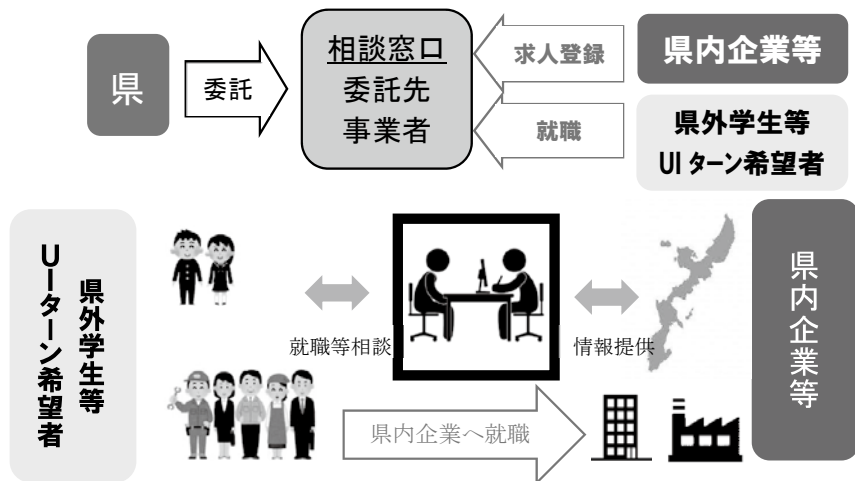 県
委託
相談窓口
委託先
事業者
求人登録
就職
県内企業等
県外学生等
UIターン希望者
県外学生等
UIターン希望者
就職等相談
情報提供
県内企業へ就職
県内企業等